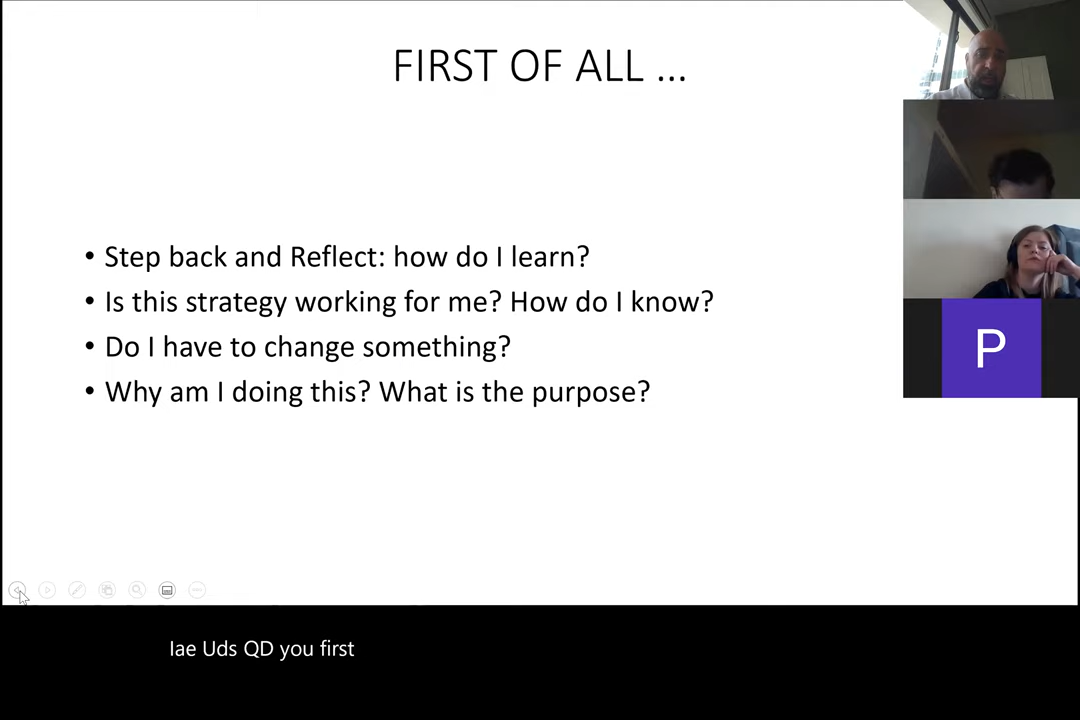 FIRST OF ALL ...
• Step back and Reflect: how do I learn?
• Is this strategy working for me? How do I know?
• Do I have to change something?
• Why am I doing this? What is the purpose?
P
Iae Uds QD you first